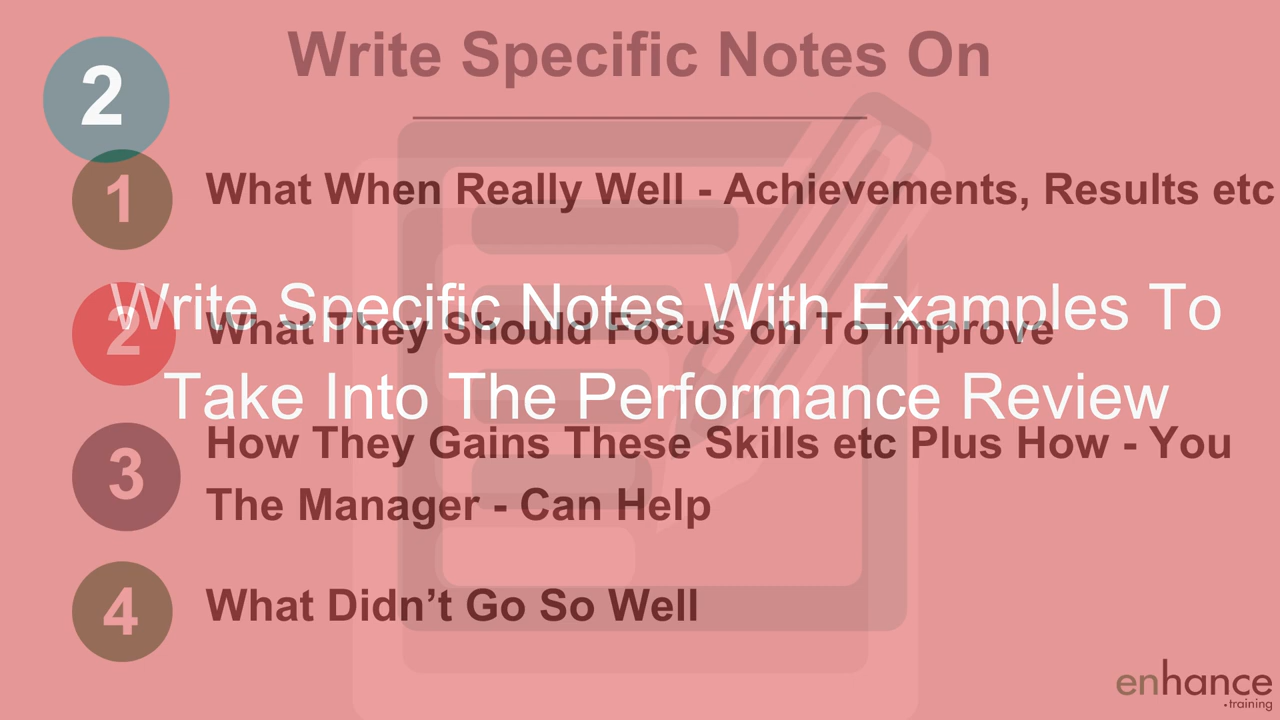 2
Write Specific Notes On
1
What When Really Well - Achievements, Results etc
Write Specific Notes With Examples To
2
What They Should Focus on To Improve
Take Into The Performance Review
3
How They Gains These Skills etc Plus How - You
The Manager - Can Help
4
What Didn’t Go So Well
enhance
training